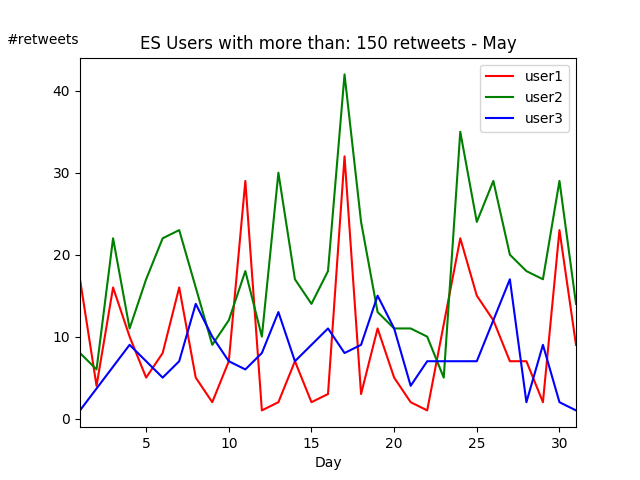 #retweets
ES Users with more than: 150 retweets - May
user1
user2
user3
40
30
20
10
0
5 10 15 20 25 30
Day